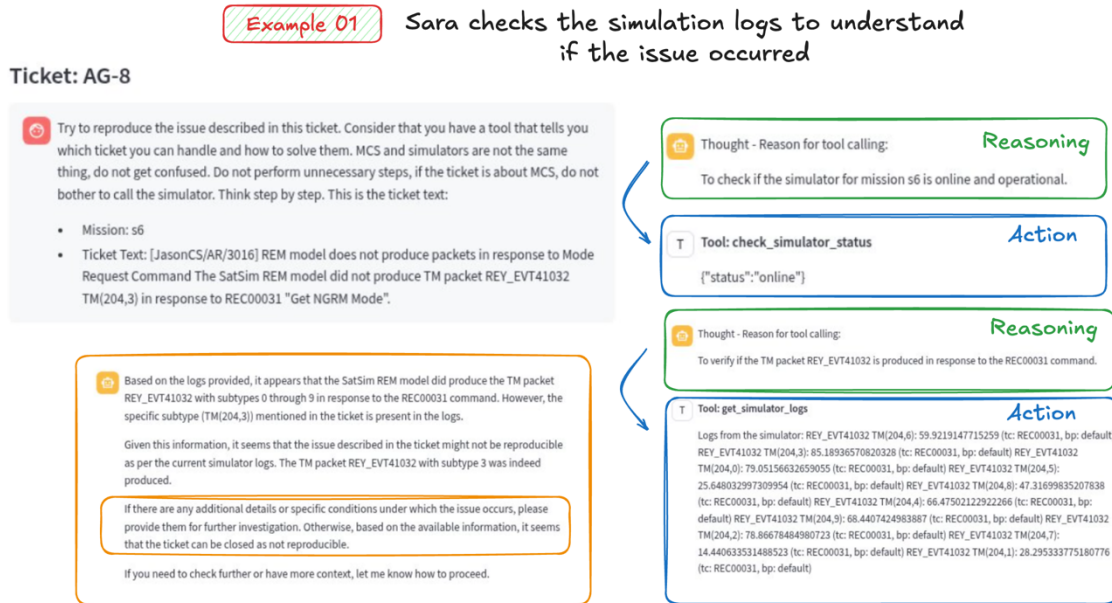 Example 01
Sara checks the simulation logs to understand
if the issue occurred
Ticket: AG-8
Try to reproduce the issue described in this ticket. Consider that you have a tool that tells you
which ticket you can handle and how to solve them. MCS and simulators are not the same
thing, do not get confused. Do not perform unnecessary steps, if the ticket is about MCS, do not
bother to call the simulator. Think step by step. This is the ticket text:
• Mission: s6
• Ticket Text: [JasonCS/AR/3016] REM model does not produce packets in response to Mode
Request Command The SatSim REM model did not produce TM packet REY_EVT41032
TM(204,3) in response to REC00031 "Get NGRM Mode".
Reasoning
Thought - Reason for tool calling:
To check if the simulator for mission s6 is online and operational.
Action
T Tool: check_simulator_status
{"status":"online"}
Reasoning
Thought - Reason for tool calling:
To verify if the TM packet REY_EVT41032 is produced in response to the REC00031 command.
Action
T Tool: get_simulator_logs
Logs from the simulator: REY_EVT41032 TM(204,6): 59.9219147715259 (tc: REC00031, bp: default
REY_EVT41032 TM(204,3): 85.18936570820328 (tc: REC00031, bp: default) REY_EVT41032
TM(204,0): 79.05156632659055 (tc: REC00031, bp: default) REY_EVT41032 TM(204,5):
25.648032997309954 (tc: REC00031, bp: default) REY_EVT41032 TM(204,8): 47.31699835207838
(tc: REC00031, bp: default) REY_EVT41032 TM(204,4): 66.47502122922266 (tc: REC00031, bp:
default) REY_EVT41032 TM(204,9): 68.4407424983887 (tc: REC00031, bp: default) REY_EVT41032
TM(204,2): 78.86678484980723 (tc: REC00031, bp: default) REY_EVT41032 TM(204,7):
14.440633531488523 (tc: REC00031, bp: default) REY_EVT41032 TM(204,1): 28.295333775180776
(tc: REC00031, bp: default)
Based on the logs provided, it appears that the SatSim REM model did produce the TM packet
REY_EVT41032 with subtypes 0 through 9 in response to the REC00031 command. However, the
specific subtype (TM(204,3)) mentioned in the ticket is present in the logs.
Given this information, it seems that the issue described in the ticket might not be reproducible
as per the current simulator logs. The TM packet REY_EVT41032 with subtype 3 was indeed
produced.
If there are any additional details or specific conditions under which the issue occurs, please
provide them for further investigation. Otherwise, based on the available information, it seems
that the ticket can be closed as not reproducible.
If you need to check further or have more context, let me know how to proceed.